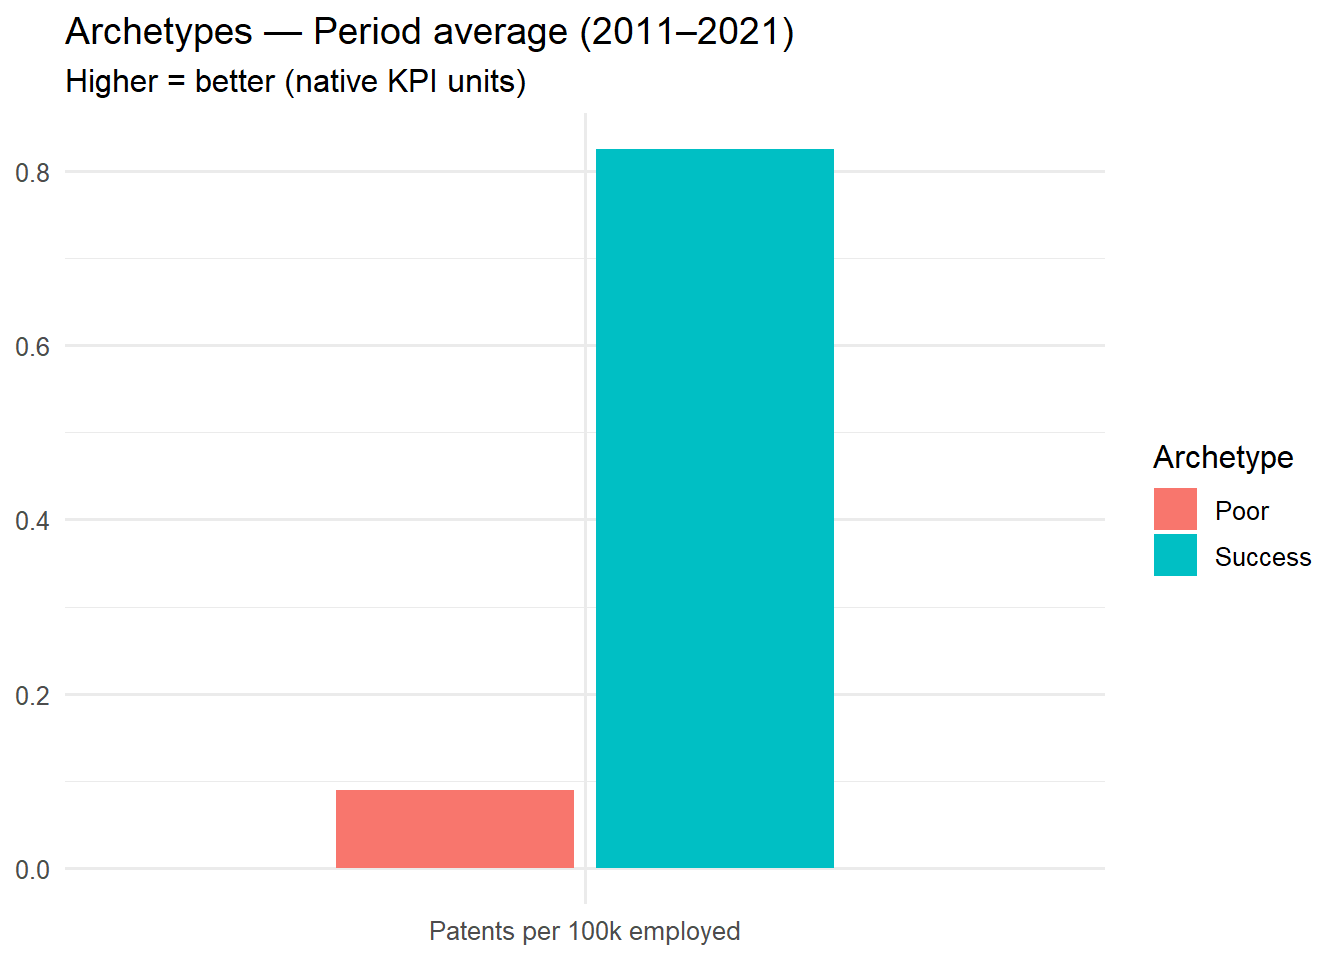 Archetypes — Period average (2011–2021)
Higher = better (native KPI units)
0.8
0.6
0.4
0.2
0.0
Patents per 100k employed
Archetype
Poor
Success